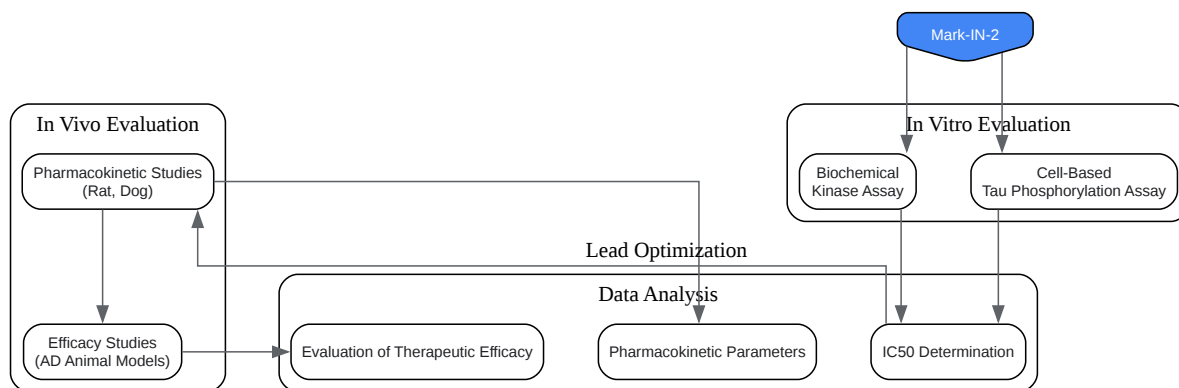 Mark-IN-2
In Vivo Evaluation
In Vitro Evaluation
Pharmacokinetic Studies
(Rat, Dog)
Biochemical
Kinase Assay
Cell-Based
Tau Phosphorylation Assay
Lead Optimization
Data Analysis
Efficacy Studies
(AD Animal Models)
Evaluation of Therapeutic Efficacy
Pharmacokinetic Parameters
IC50 Determination